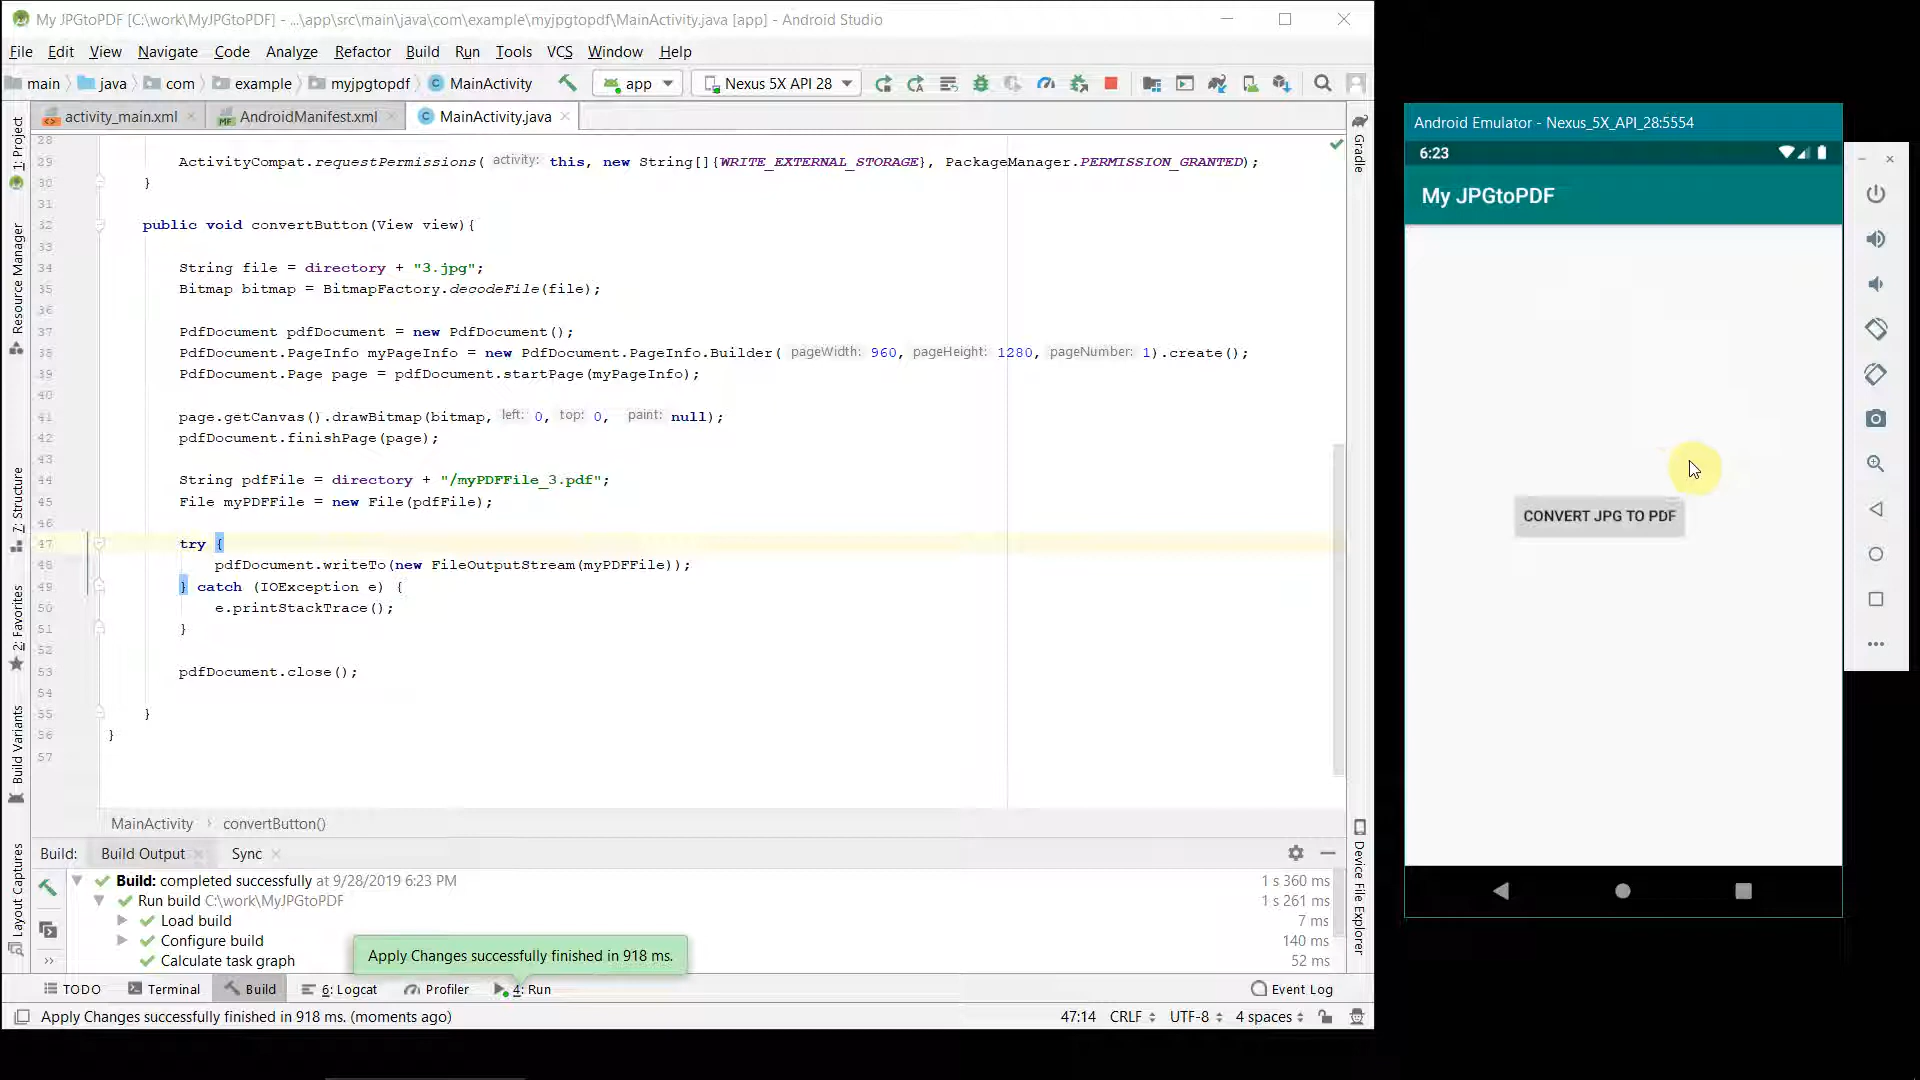 My JPGtoPDF [C:\work\MyJPGtoPDF] - ...\app\src\main\java\com\example\myjpgtopdf\MainActivity.java [app] - Android Studio
File Edit View Navigate Code Analyze Refactor Build Run Tools VCS Window Help
main java com example myjpgtopdf MainActivity app Nexus 5X API 28
activity_main.xml AndroidManifest.xml MainActivity.java
28
29 ActivityCompat.requestPermissions( activity: this, new String[]{WRITE_EXTERNAL_STORAGE}, PackageManager.PERMISSION_GRANTED);
30 }
31
32 public void convertButton(View view){
33
34 String file = directory + "3.jpg";
35 Bitmap bitmap = BitmapFactory.decodeFile(file);
36
37 PdfDocument pdfDocument = new PdfDocument();
38 PdfDocument.PageInfo myPageInfo = new PdfDocument.PageInfo.Builder( pageWidth: 960, pageHeight: 1280, pageNumber: 1).create();
39 PdfDocument.Page page = pdfDocument.startPage(myPageInfo);
40
41 page.getCanvas().drawBitmap(bitmap, left: 0, top: 0, paint: null);
42 pdfDocument.finishPage(page);
43
44 String pdfFile = directory + "/myPDFFile_3.pdf";
45 File myPDFFile = new File(pdfFile);
46
47 try {
48 pdfDocument.writeTo(new FileOutputStream(myPDFFile));
49 } catch (IOException e) {
50 e.printStackTrace();
51 }
52
53 pdfDocument.close();
54
55 }
56 }
57
MainActivity convertButton()
1: Project
Resource Manager
7: Structure
2: Favorites
Build Variants
Layout Captures
Gradle
Device File Explorer
Build: Build Output Sync
Build: completed successfully at 9/28/2019 6:23 PM 1 s 360 ms
Run build C:\work\MyJPGtoPDF 1 s 261 ms
Load build 7 ms
Configure build 140 ms
Calculate task graph 52 ms
Apply Changes successfully finished in 918 ms.
TODO Terminal Build 6: Logcat Profiler 4: Run Event Log
Apply Changes successfully finished in 918 ms. (moments ago) 47:14 CRLF UTF-8 4 spaces
Android Emulator - Nexus_5X_API_28:5554
6:23
My JPGtoPDF
CONVERT JPG TO PDF